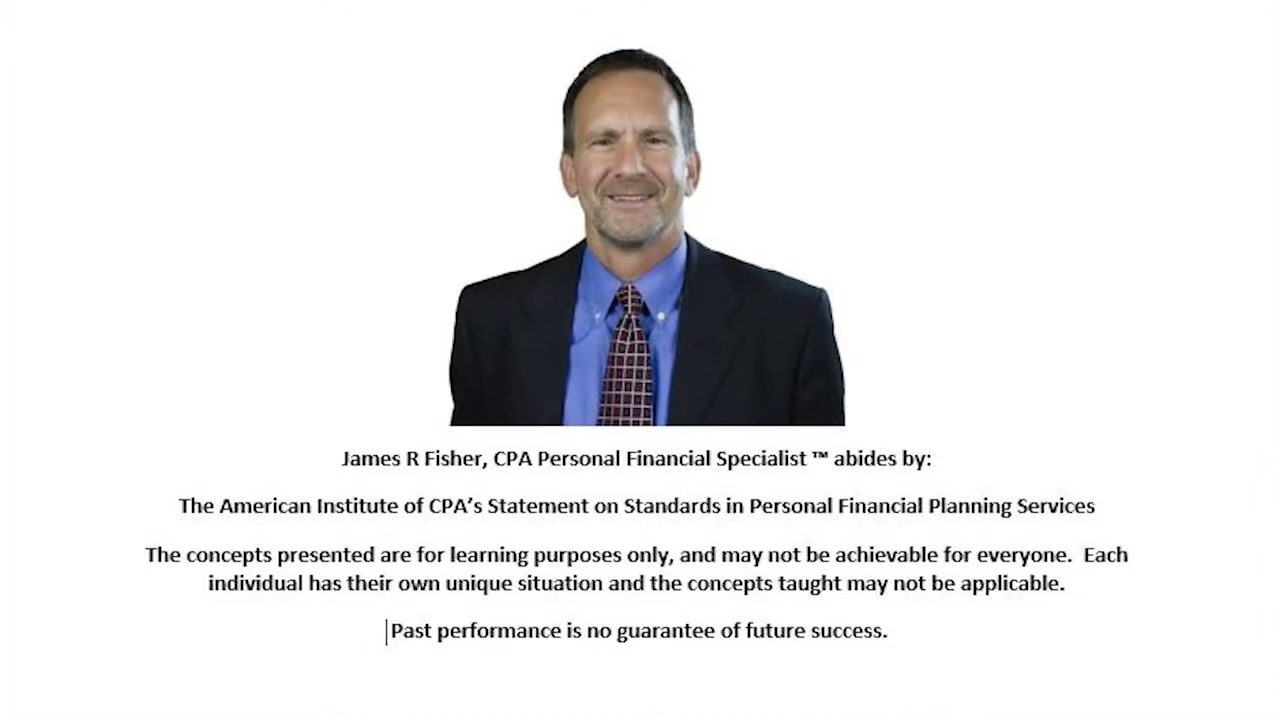 James R Fisher, CPA Personal Financial Specialist ™ abides by:
The American Institute of CPA’s Statement on Standards in Personal Financial Planning Services
The concepts presented are for learning purposes only, and may not be achievable for everyone.  Each
individual has their own unique situation and the concepts taught may not be applicable.
Past performance is no guarantee of future success.